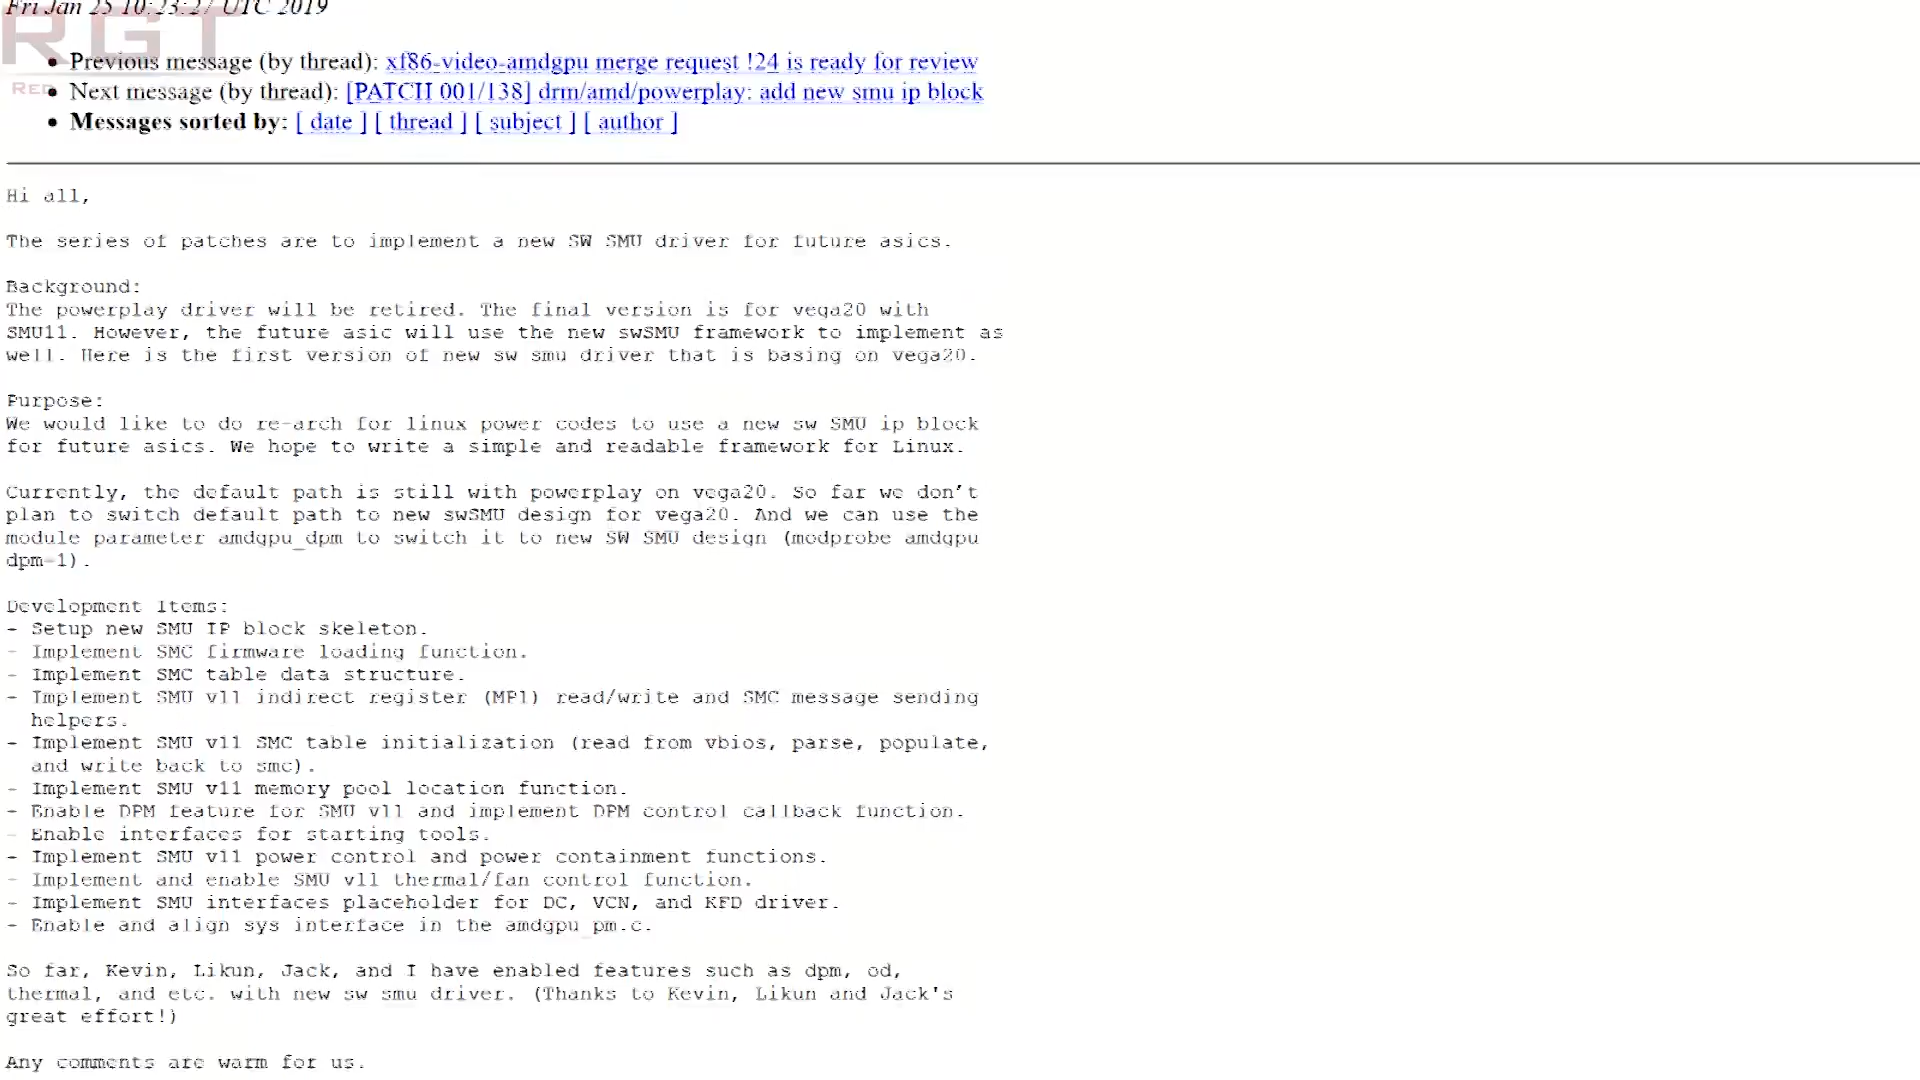 Fri Jan 25 10:23:27 UTC 2019
RGT
• Previous message (by thread): xf86-video-amdgpu merge request !24 is ready for review
• Next message (by thread): [PATCH 001/138] drm/amd/powerplay: add new smu ip block
• Messages sorted by: [ date ] [ thread ] [ subject ] [ author ]
Hi all,
The series of patches are to implement a new SW SMU driver for future asics.
Background:
The powerplay driver will be retired. The final version is for vega20 with
SMU11. However, the future asic will use the new swSMU framework to implement as
well. Here is the first version of new sw smu driver that is basing on vega20.
Purpose:
We would like to do re-arch for linux power codes to use a new sw SMU ip block
for future asics. We hope to write a simple and readable framework for Linux.
Currently, the default path is still with powerplay on vega20. So far we don't
plan to switch default path to new swSMU design for vega20. And we can use the
module parameter amdgpu_dpm to switch it to new SW SMU design (modprobe amdgpu
dpm=1).
Development Items:
- Setup new SMU IP block skeleton.
- Implement SMC firmware loading function.
- Implement SMC table data structure.
- Implement SMU v11 indirect register (MP1) read/write and SMC message sending
helpers.
- Implement SMU v11 SMC table initialization (read from vbios, parse, populate,
and write back to smc).
- Implement SMU v11 memory pool location function.
- Enable DPM feature for SMU v11 and implement DPM control callback function.
- Enable interfaces for starting tools.
- Implement SMU v11 power control and power containment functions.
- Implement and enable SMU v11 thermal/fan control function.
- Implement SMU interfaces placeholder for DC, VCN, and KFD driver.
- Enable and align sys interface in the amdgpu_pm.c.
So far, Kevin, Likun, Jack, and I have enabled features such as dpm, od,
thermal, and etc. with new sw smu driver. (Thanks to Kevin, Likun and Jack's
great effort!)
Any comments are warm for us.